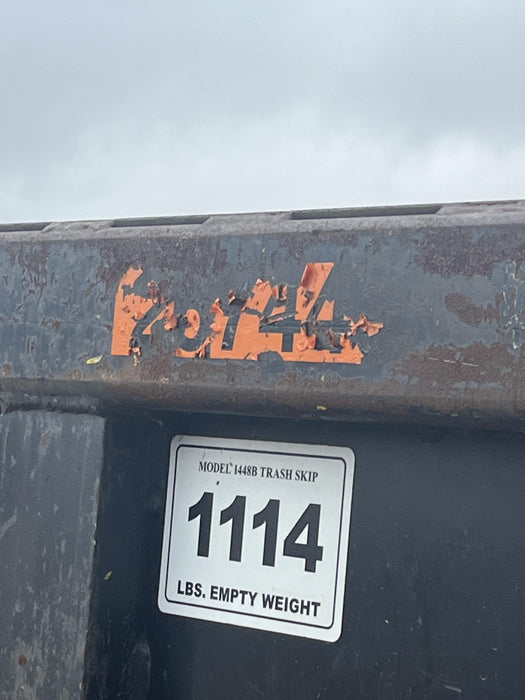 MODEL 1448B TRASH SKIP
1114
LBS. EMPTY WEIGHT